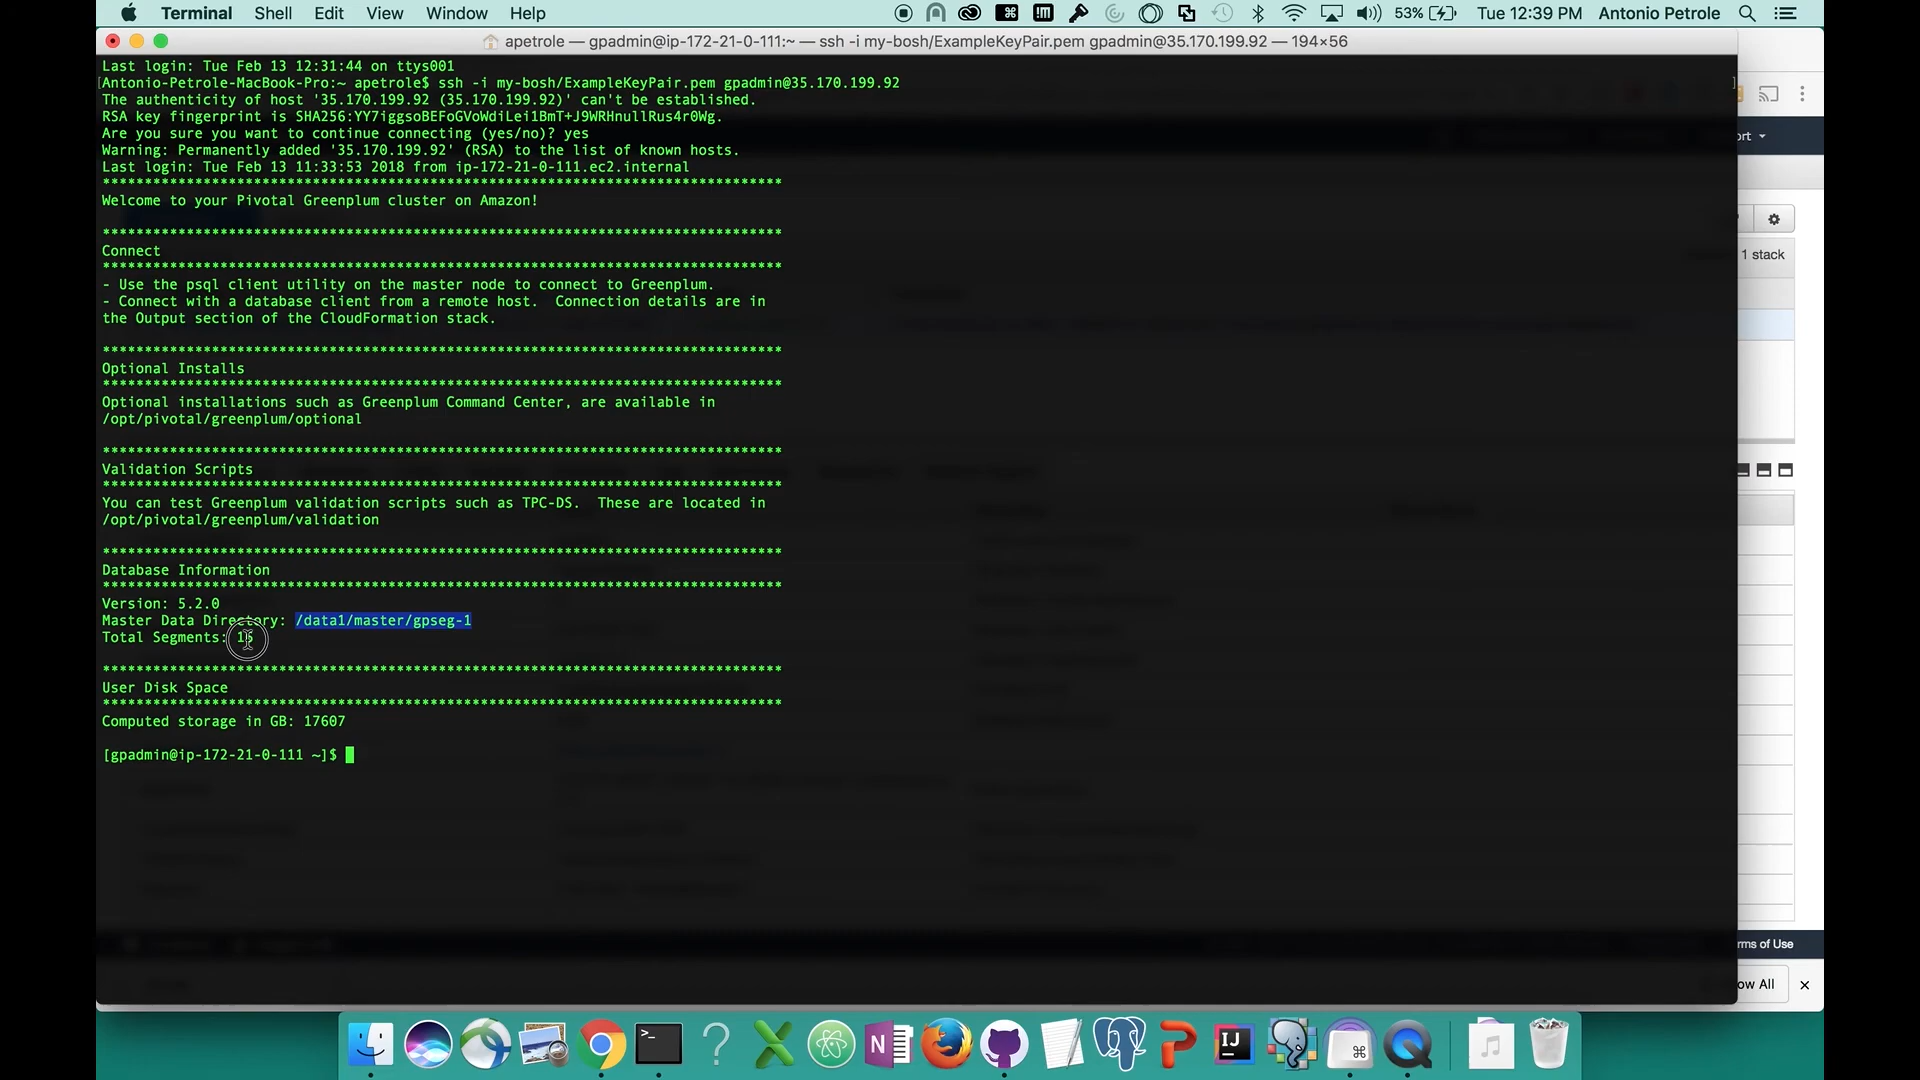 Terminal Shell Edit View Window Help 53% Tue 12:39 PM Antonio Petrole
apetrole — gpadmin@ip-172-21-0-111:~ — ssh -i my-bosh/ExampleKeyPair.pem gpadmin@35.170.199.92 — 194×56
Last login: Tue Feb 13 12:31:44 on ttys001
[Antonio-Petrole-MacBook-Pro:~ apetrole$ ssh -i my-bosh/ExampleKeyPair.pem gpadmin@35.170.199.92 ]
The authenticity of host '35.170.199.92 (35.170.199.92)' can't be established.
RSA key fingerprint is SHA256:YY7iggsoBEFoGVoWdiLei1BmT+J9WRHnullRus4r0Wg.
Are you sure you want to continue connecting (yes/no)? yes
Warning: Permanently added '35.170.199.92' (RSA) to the list of known hosts.
Last login: Tue Feb 13 11:33:53 2018 from ip-172-21-0-111.ec2.internal
*********************************************************************************
Welcome to your Pivotal Greenplum cluster on Amazon!
*********************************************************************************
Connect
*********************************************************************************
- Use the psql client utility on the master node to connect to Greenplum.
- Connect with a database client from a remote host.  Connection details are in
the Output section of the CloudFormation stack.
*********************************************************************************
Optional Installs
*********************************************************************************
Optional installations such as Greenplum Command Center, are available in
/opt/pivotal/greenplum/optional
*********************************************************************************
Validation Scripts
*********************************************************************************
You can test Greenplum validation scripts such as TPC-DS.  These are located in
/opt/pivotal/greenplum/validation
*********************************************************************************
Database Information
*********************************************************************************
Version: 5.2.0
Master Data Directory: /data1/master/gpseg-1
Total Segments:
*********************************************************************************
User Disk Space
*********************************************************************************
Computed storage in GB: 17607
[gpadmin@ip-172-21-0-111 ~]$
ort
1 stack
rms of Use
ow All